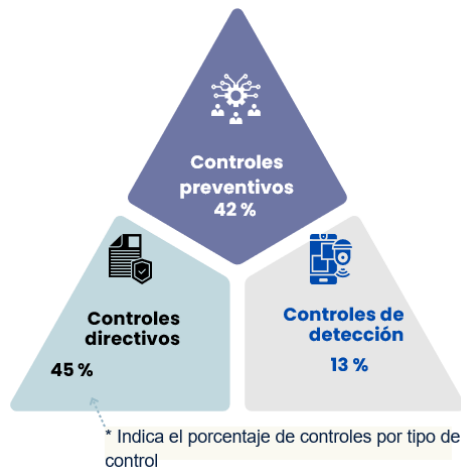 Controles
preventivos
42 %
Controles
directivos
45 %
Controles de
detección
13 %
* Indica el porcentaje de controles por tipo de
control